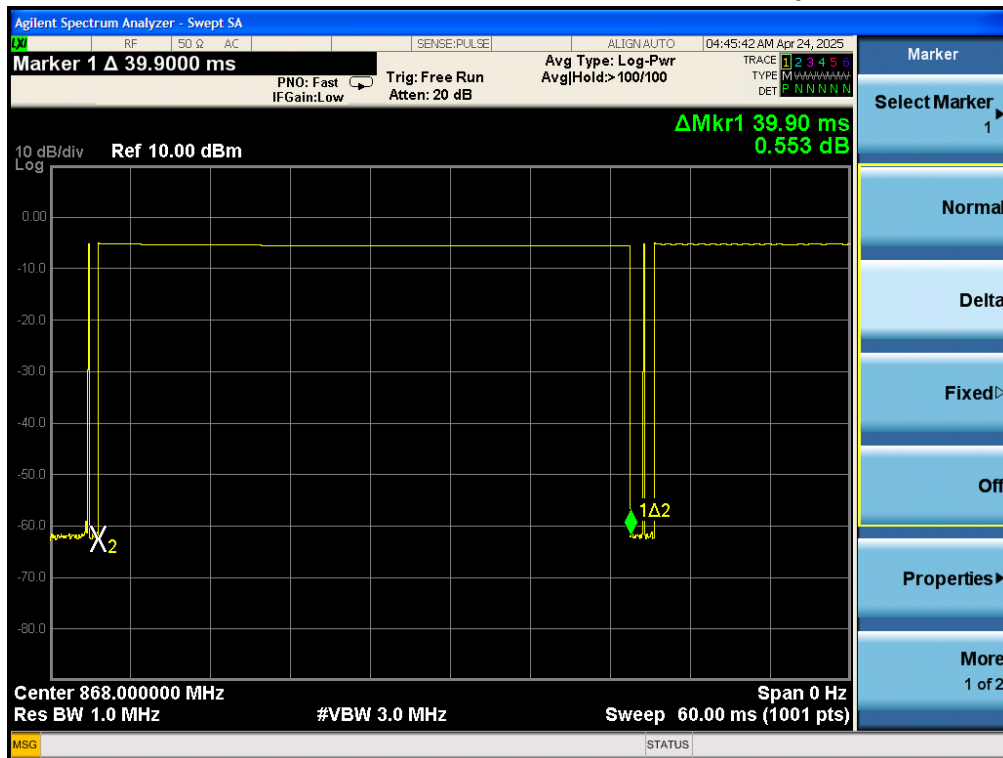 Agilent Spectrum Analyzer - Swept SA
LXI RF 50 Ω AC SENSE:PULSE ALIGN AUTO 04:45:42 AM Apr 24, 2025
Marker 1 Δ 39.9000 ms
PNO: Fast
IFGain:Low
Trig: Free Run
Atten: 20 dB
Avg Type: Log-Pwr
Avg|Hold:>100/100
TRACE 1 2 3 4 5 6
TYPE M WWWWW
DET P N N N N N
ΔMkr1 39.90 ms
0.553 dB
10 dB/div Ref 10.00 dBm
Log
0.00
-10.0
-20.0
-30.0
-40.0
-50.0
-60.0
-70.0
-80.0
X2
1Δ2
Center 868.000000 MHz Span 0 Hz
Res BW 1.0 MHz #VBW 3.0 MHz Sweep 60.00 ms (1001 pts)
MSG STATUS
Marker
Select Marker
1
Normal
Delta
Fixed
Off
Properties
More
1 of 2